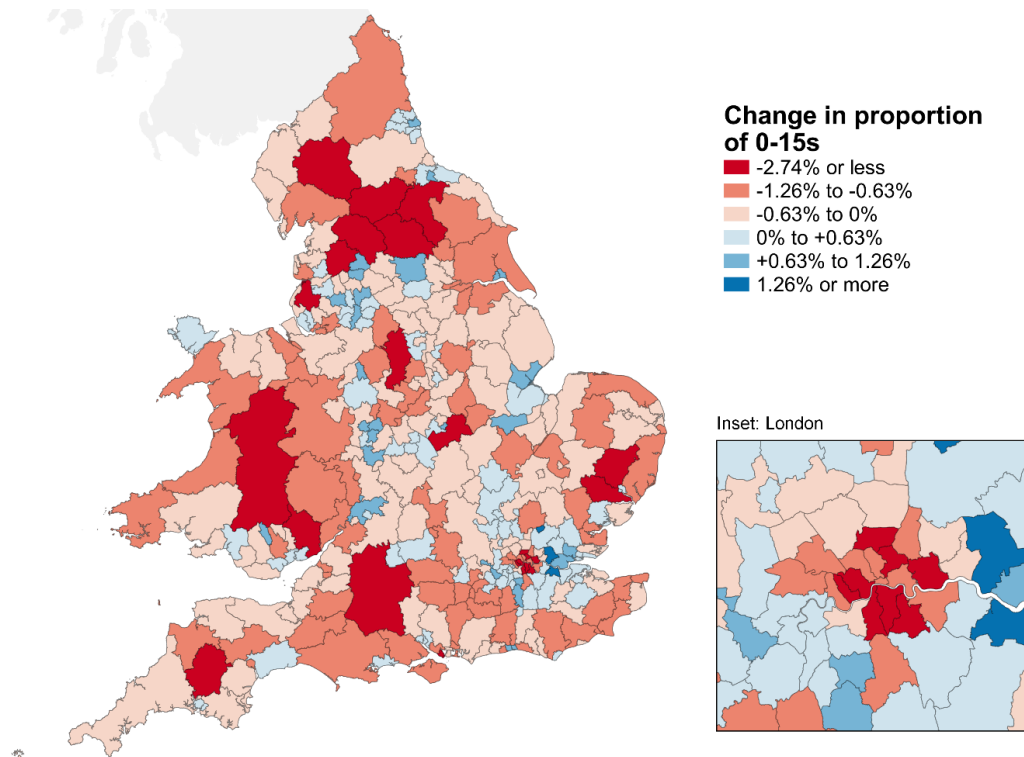 Change in proportion
of 0-15s
-2.74% or less
-1.26% to -0.63%
-0.63% to 0%
0% to +0.63%
+0.63% to 1.26%
1.26% or more
Inset: London